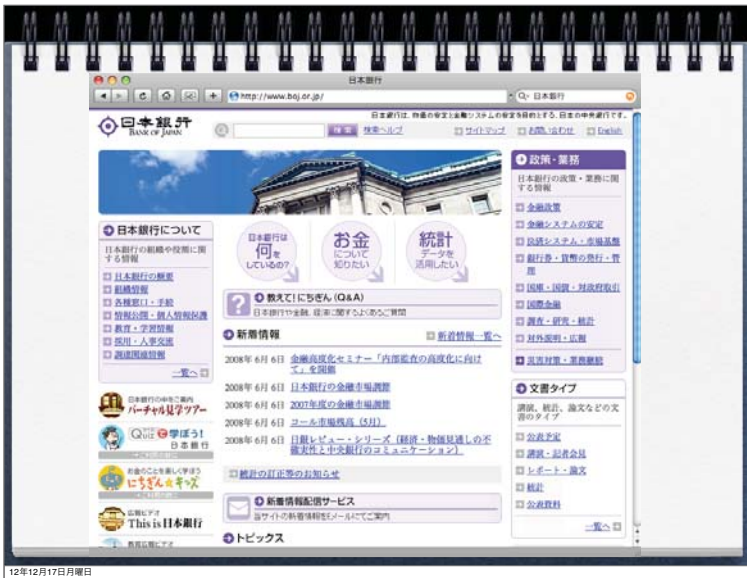 日本銀行
http://www.boj.or.jp/
日本銀行
日本銀行は、物価の安定と金融システムの安定を目的とする、日本の中央銀行です。
日本銀行
BANK OF JAPAN
検索
検索ヘルプ
サイトマップ
お問い合わせ
English
日本銀行について
日本銀行の組織や役割に関
する情報
日本銀行の概要
組織情報
各種窓口・手続
情報公開・個人情報保護
教育・学習情報
採用・人事交流
調達関連情報
一覧へ
日本銀行の中をご案内
バーチャル見学ツアー
QUIZで学ぼう!
日本銀行
お金のことを楽しく学ぼう
にちぎん☆キッズ
広報ビデオ
This is 日本銀行
教育広報ビデオ
日本銀行は
何を
しているの?
お金
について
知りたい
統計
データを
活用したい
教えて!にちぎん (Q&A)
日本銀行や金融、経済に関するよくあるご質問
新着情報
新着情報一覧へ
2008年 6月 6日 金融高度化セミナー「内部監査の高度化に向け
て」を開催
2008年 6月 6日 日本銀行の金融市場調節
2008年 6月 6日 2007年度の金融市場調節
2008年 6月 6日 コール市場残高(5月)
2008年 6月 6日 日銀レビュー・シリーズ(経済・物価見通しの不
確実性と中央銀行のコミュニケーション)
統計の訂正等のお知らせ
新着情報配信サービス
当サイトの新着情報をEメールにてご案内
トピックス
政策・業務
日本銀行の政策・業務に関
する情報
金融政策
金融システムの安定
決済システム・市場基盤
銀行券・貨幣の発行・管
理
国庫・国債・対政府取引
国際金融
調査・研究・統計
対外説明・広報
災害対策・業務継続
文書タイプ
講演、統計、論文などの文
書のタイプ
公表予定
講演・記者会見
レポート・論文
統計
公表資料
一覧へ
12年12月17日月曜日